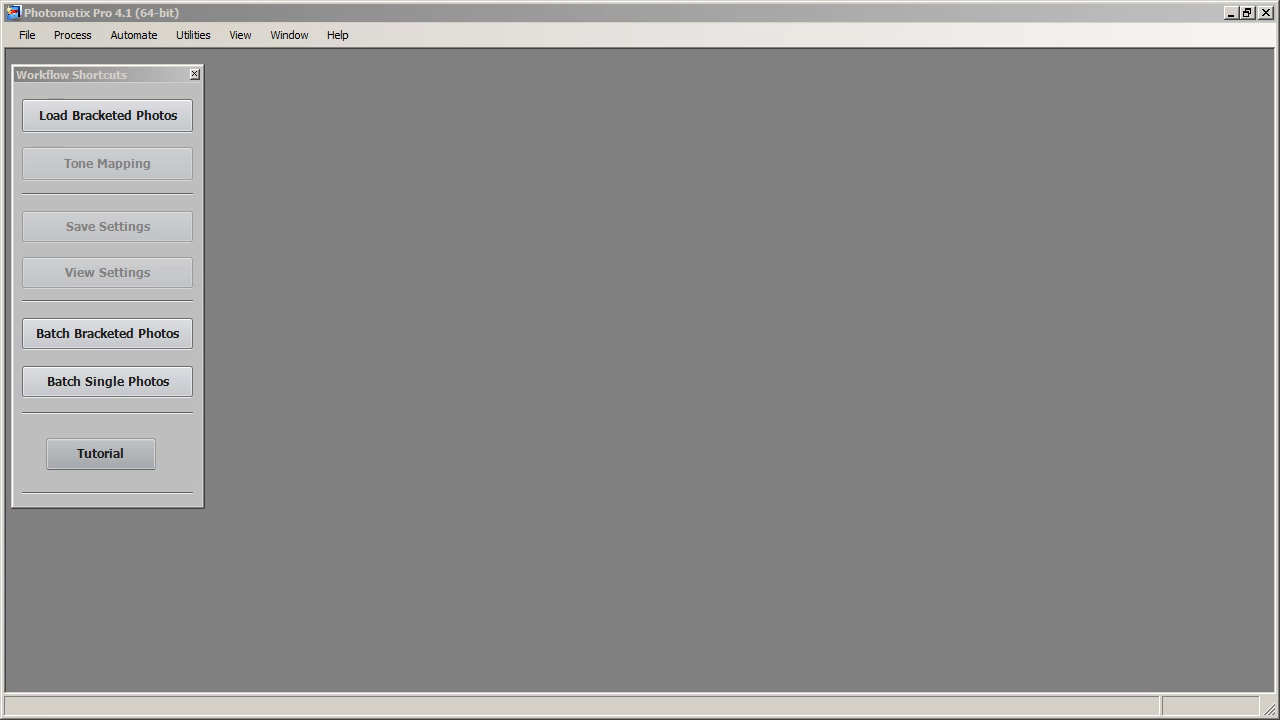 Photomatix Pro 4.1 (64-bit)
File Process Automate Utilities View Window Help
Workflow Shortcuts
Load Bracketed Photos
Tone Mapping
Save Settings
View Settings
Batch Bracketed Photos
Batch Single Photos
Tutorial